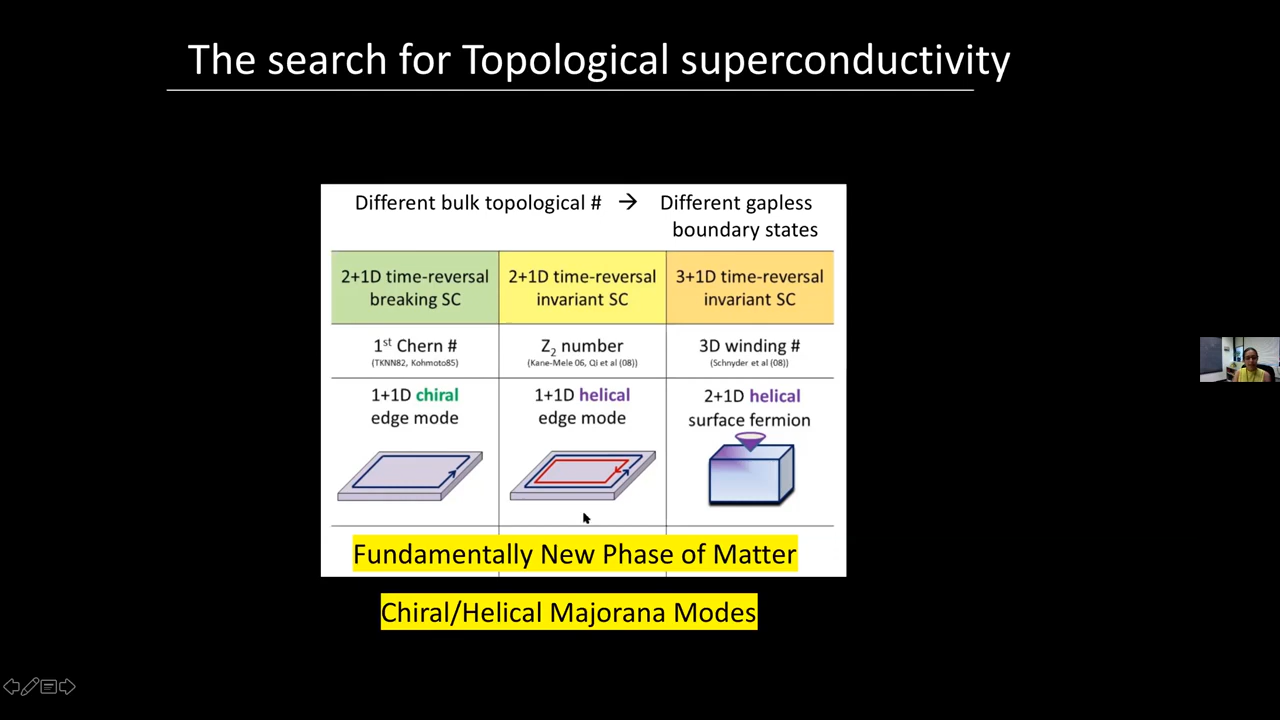 The search for Topological superconductivity
Different bulk topological # → Different gapless
boundary states
2+1D time-reversal
breaking SC
2+1D time-reversal
invariant SC
3+1D time-reversal
invariant SC
1st Chern #
(TKNN82, Kohmoto85)
Z2 number
(Kane-Mele 06, Qi et al (08))
3D winding #
(Schnyder et al (08))
1+1D chiral
edge mode
1+1D helical
edge mode
2+1D helical
surface fermion
Fundamentally New Phase of Matter
Chiral/Helical Majorana Modes